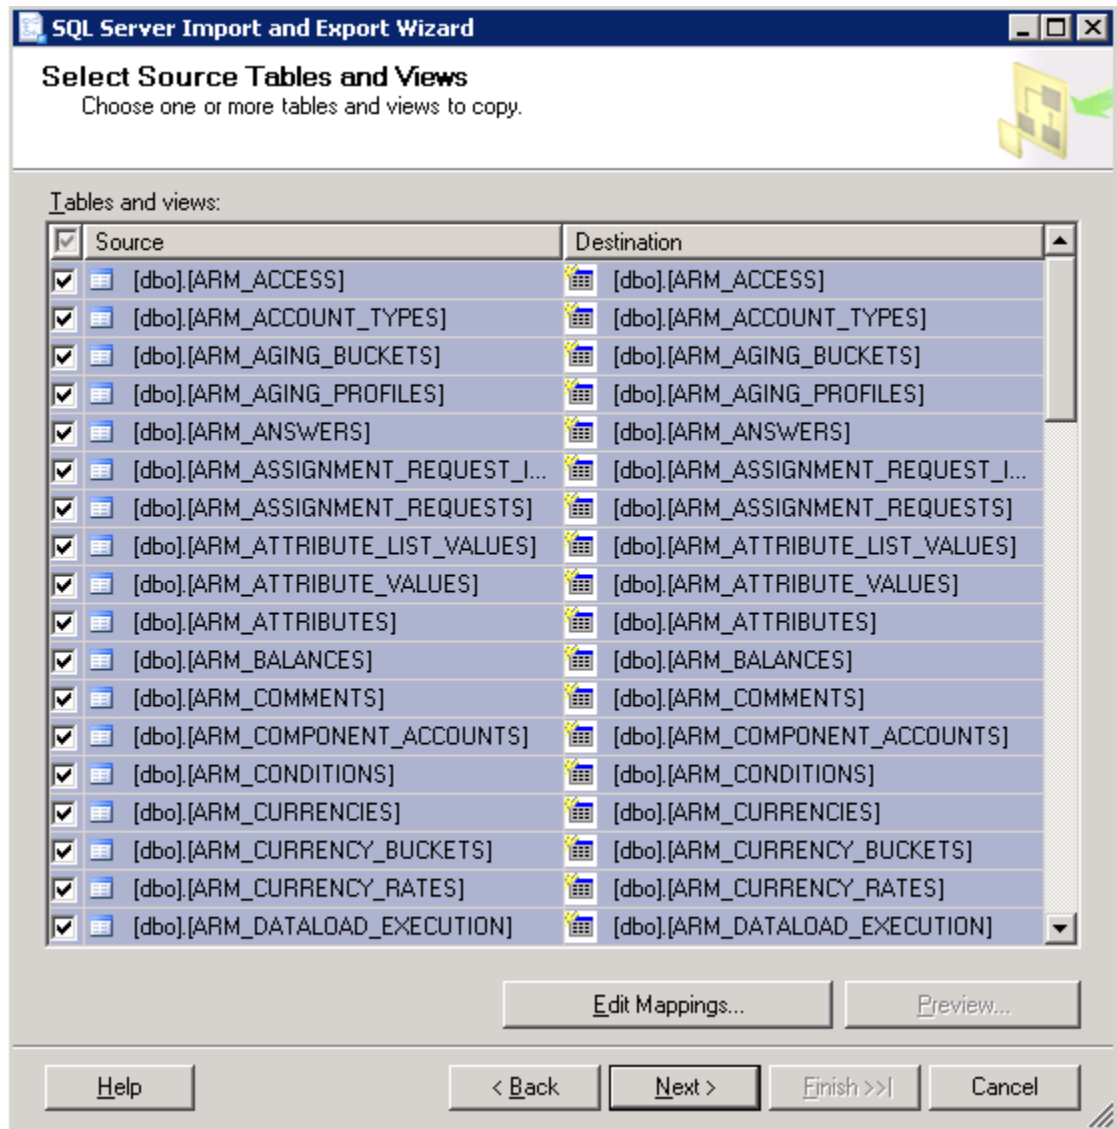 SQL Server Import and Export Wizard
Select Source Tables and Views
Choose one or more tables and views to copy.
Tables and views:
Source Destination
[dbo].[ARM_ACCESS] [dbo].[ARM_ACCESS]
[dbo].[ARM_ACCOUNT_TYPES] [dbo].[ARM_ACCOUNT_TYPES]
[dbo].[ARM_AGING_BUCKETS] [dbo].[ARM_AGING_BUCKETS]
[dbo].[ARM_AGING_PROFILES] [dbo].[ARM_AGING_PROFILES]
[dbo].[ARM_ANSWERS] [dbo].[ARM_ANSWERS]
[dbo].[ARM_ASSIGNMENT_REQUEST_I... [dbo].[ARM_ASSIGNMENT_REQUEST_I...
[dbo].[ARM_ASSIGNMENT_REQUESTS] [dbo].[ARM_ASSIGNMENT_REQUESTS]
[dbo].[ARM_ATTRIBUTE_LIST_VALUES] [dbo].[ARM_ATTRIBUTE_LIST_VALUES]
[dbo].[ARM_ATTRIBUTE_VALUES] [dbo].[ARM_ATTRIBUTE_VALUES]
[dbo].[ARM_ATTRIBUTES] [dbo].[ARM_ATTRIBUTES]
[dbo].[ARM_BALANCES] [dbo].[ARM_BALANCES]
[dbo].[ARM_COMMENTS] [dbo].[ARM_COMMENTS]
[dbo].[ARM_COMPONENT_ACCOUNTS] [dbo].[ARM_COMPONENT_ACCOUNTS]
[dbo].[ARM_CONDITIONS] [dbo].[ARM_CONDITIONS]
[dbo].[ARM_CURRENCIES] [dbo].[ARM_CURRENCIES]
[dbo].[ARM_CURRENCY_BUCKETS] [dbo].[ARM_CURRENCY_BUCKETS]
[dbo].[ARM_CURRENCY_RATES] [dbo].[ARM_CURRENCY_RATES]
[dbo].[ARM_DATALOAD_EXECUTION] [dbo].[ARM_DATALOAD_EXECUTION]
Edit Mappings... Preview...
Help < Back Next > Finish >>| Cancel